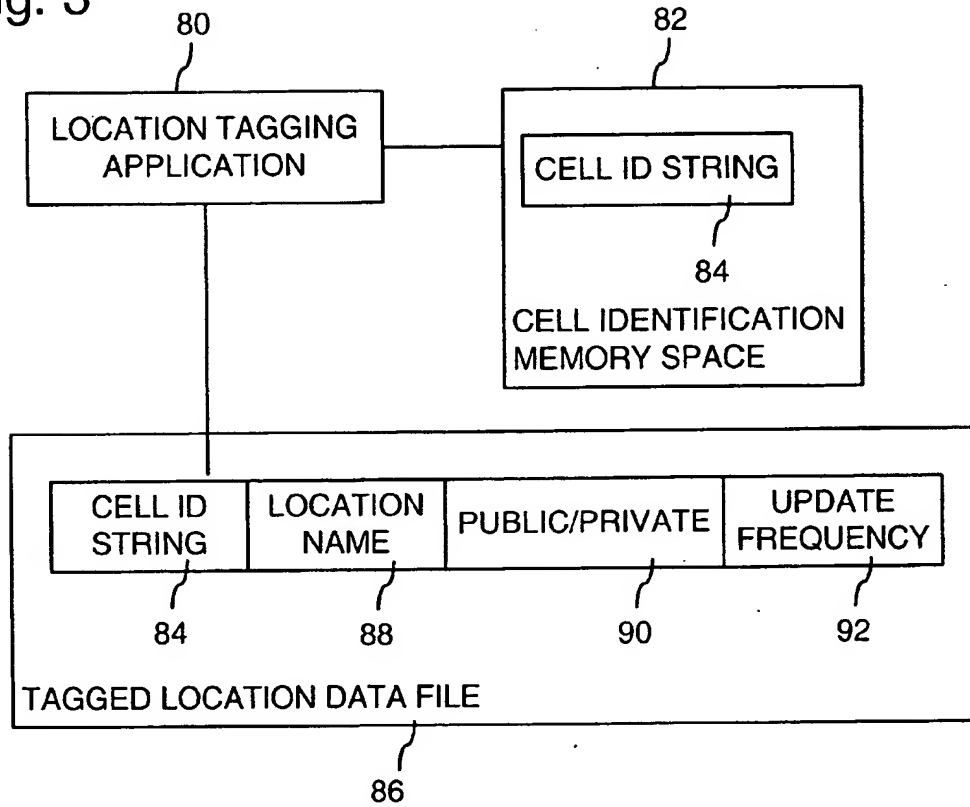 ig. 3
80
82
LOCATION TAGGING
APPLICATION
CELL ID STRING
84
CELL IDENTIFICATION
MEMORY SPACE
CELL ID
STRING
LOCATION
NAME
PUBLIC/PRIVATE
UPDATE
FREQUENCY
84
88
90
92
TAGGED LOCATION DATA FILE
86